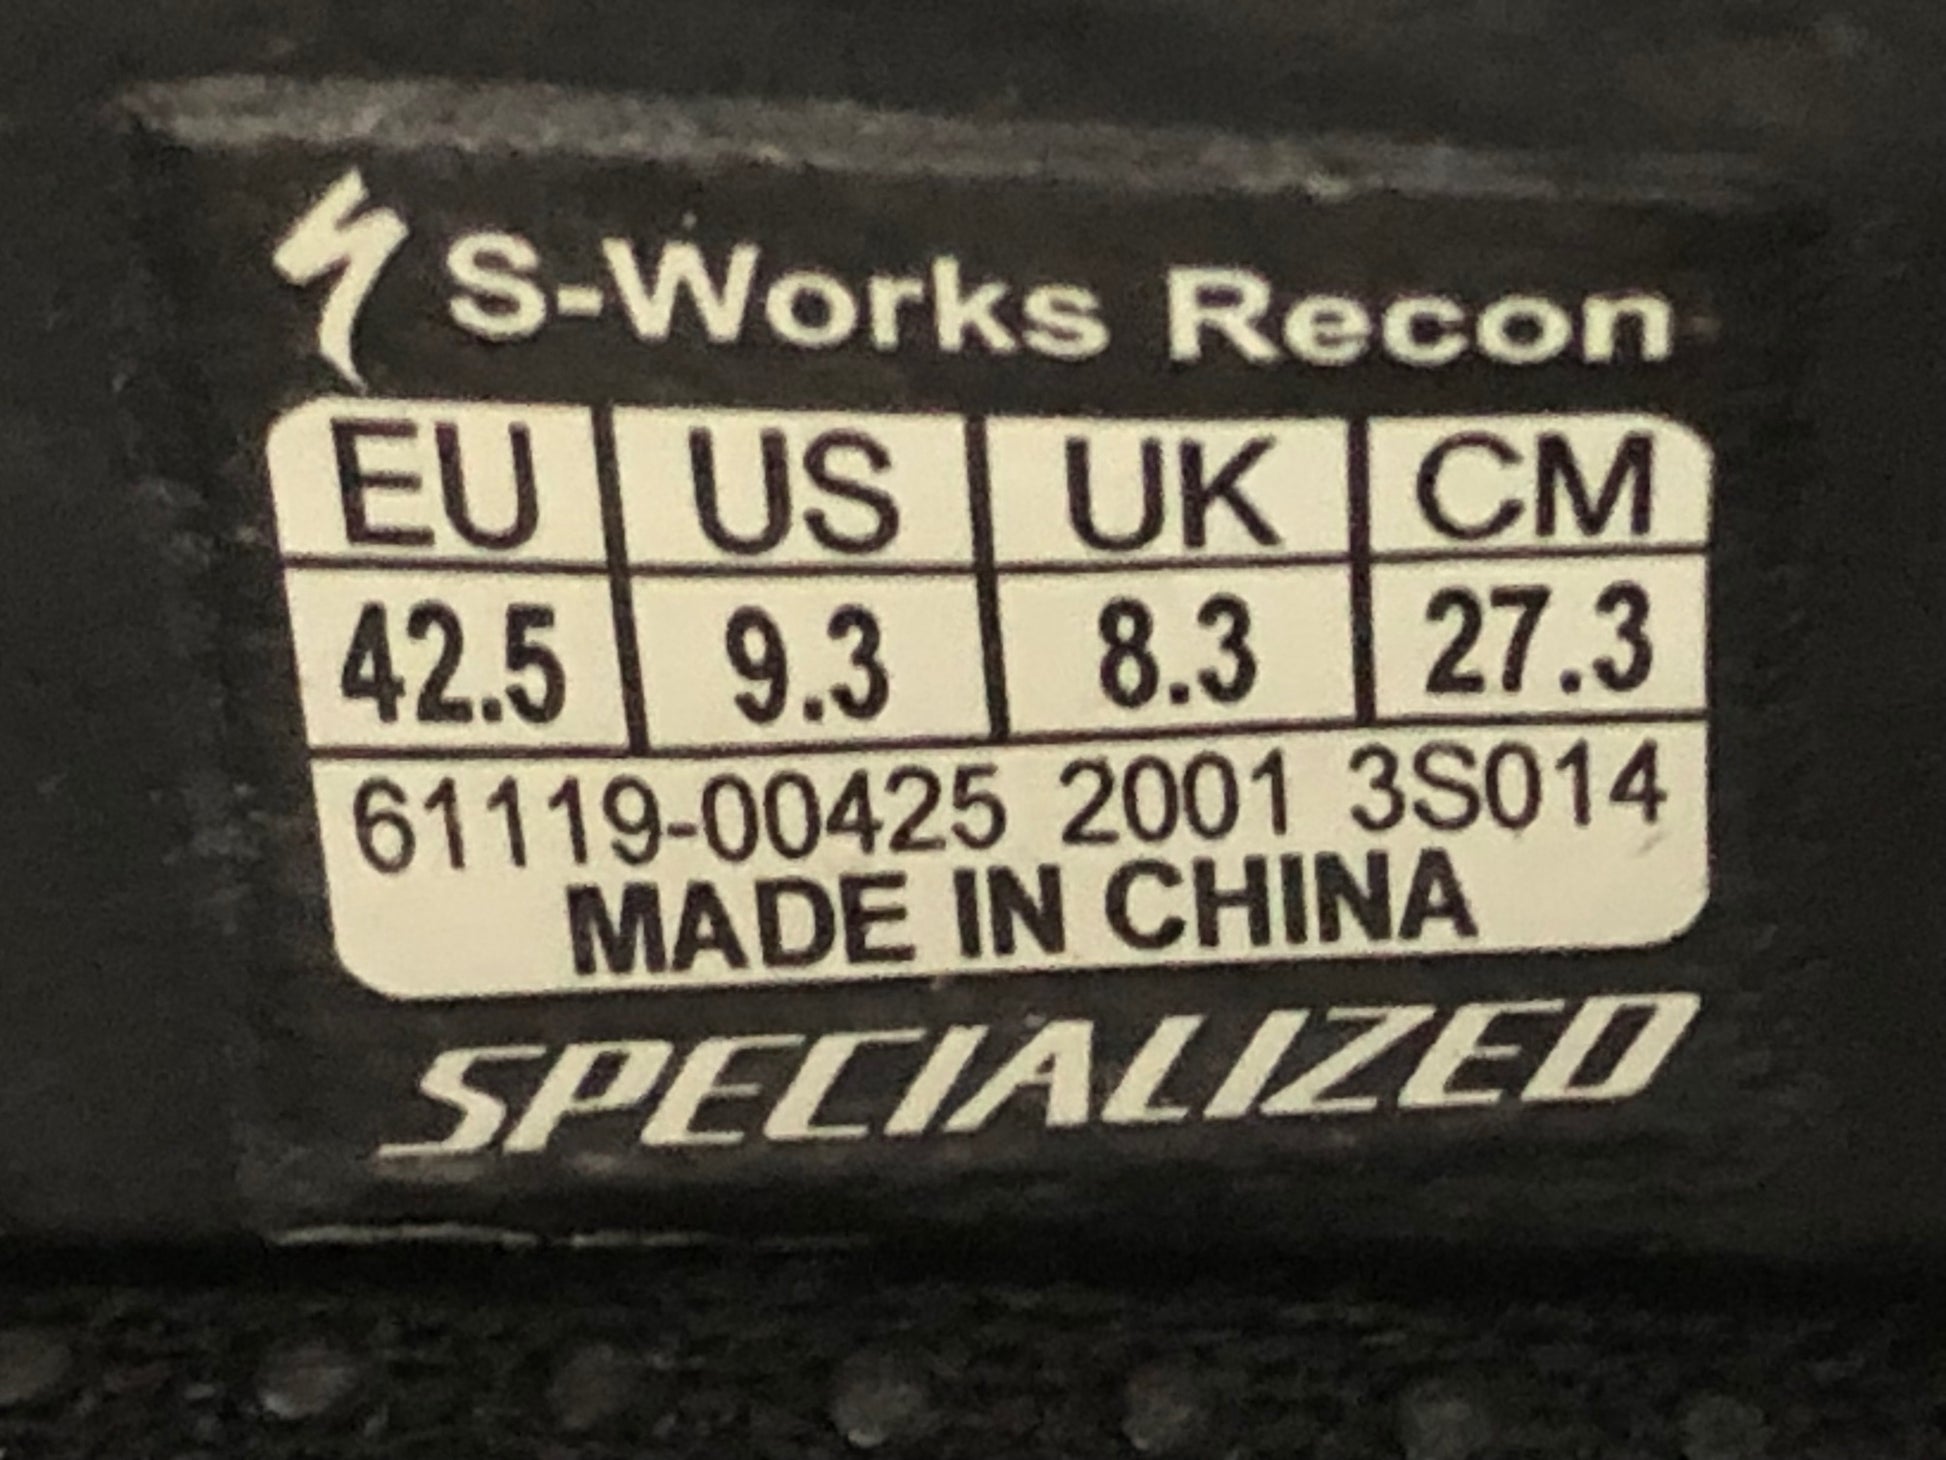 S-Works Recon
EU US UK CM
42.5 9.3 8.3 27.3
61119-00425 2001 3S014
MADE IN CHINA
SPECIALIZED